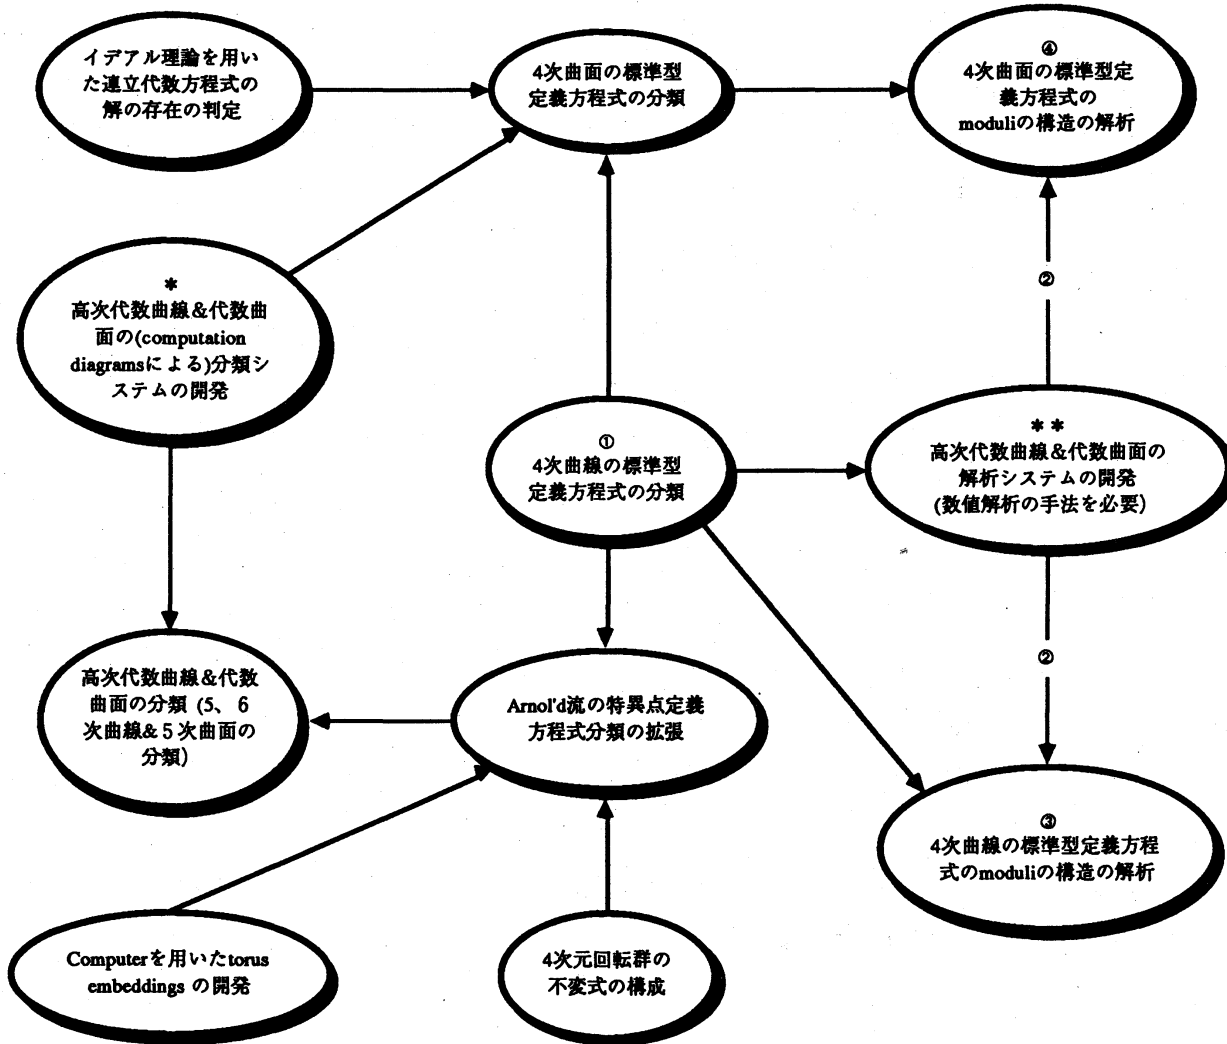 イデアル理論を用い
た連立代数方程式の
解の存在の判定
4次曲面の標準型
定義方程式の分類
④
4次曲面の標準型定
義方程式の
moduliの構造の解析
*
高次代数曲線&代数曲
面の(computation
diagramsによる)分類シ
ステムの開発
②
①
4次曲線の標準型
定義方程式の分類
**
高次代数曲線&代数曲面の
解析システムの開発
(数値解析の手法を必要)
②
高次代数曲線&代数
曲面の分類 (5、6
次曲線&5次曲面の
分類)
Arnol'd流の特異点定義
方程式分類の拡張
③
4次曲線の標準型定義方程
式のmoduliの構造の解析
Computerを用いたtorus
embeddings の開発
4次元回転群の
不変式の構成